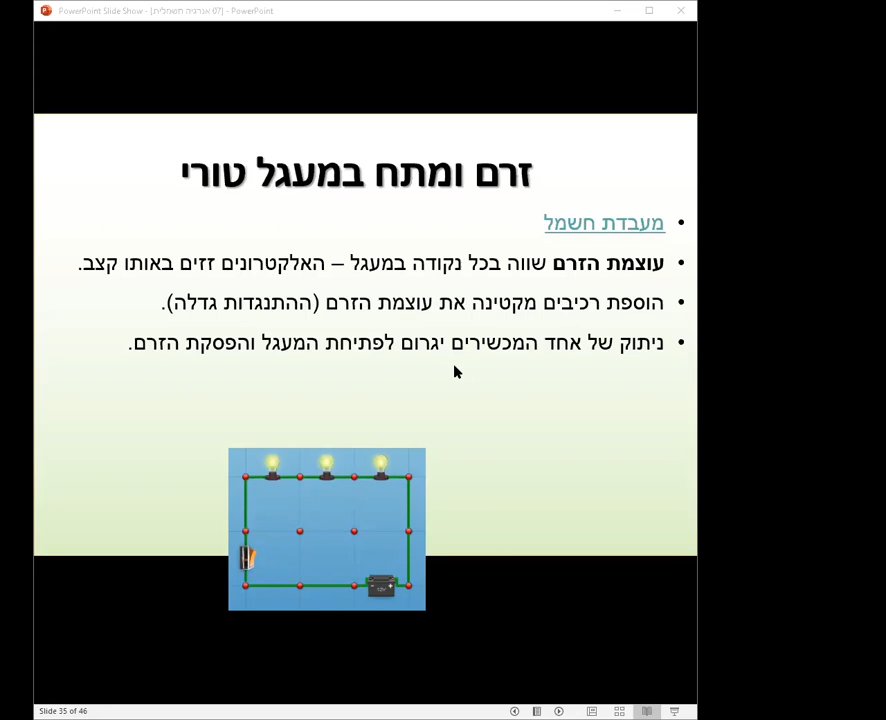 PowerPoint Slide Show - [07 אנרגיה חשמלית] - PowerPoint
זרם ומתח במעגל טורי
• מעבדת חשמל
• עוצמת הזרם שווה בכל נקודה במעגל – האלקטרונים זזים באותו קצב.
• הוספת רכיבים מקטינה את עוצמת הזרם (ההתנגדות גדלה).
• ניתוק של אחד המכשירים יגרום לפתיחת המעגל והפסקת הזרם.
12V
Slide 35 of 46